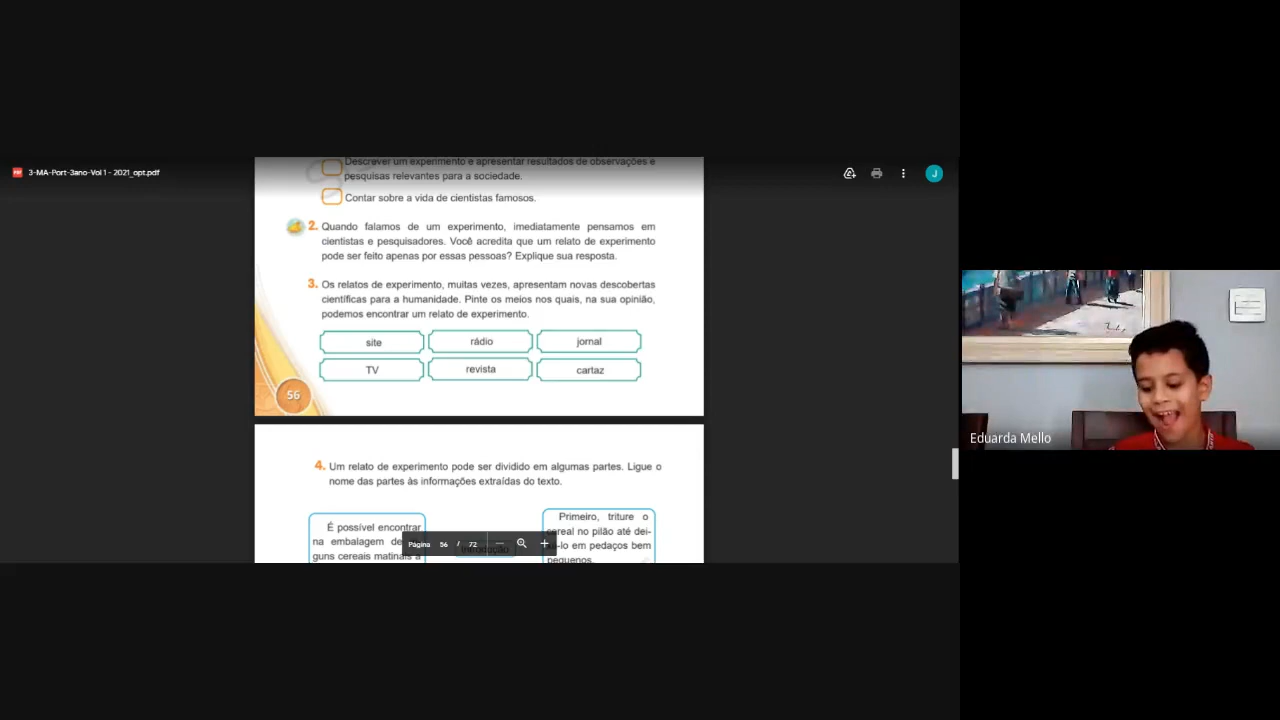 3-MA-Port-3ano-Vol 1 - 2021_opt.pdf
J
Descrever um experimento e apresentar resultados de observações e
pesquisas relevantes para a sociedade.
Contar sobre a vida de cientistas famosos.
2. Quando falamos de um experimento, imediatamente pensamos em
cientistas e pesquisadores. Você acredita que um relato de experimento
pode ser feito apenas por essas pessoas? Explique sua resposta.
3. Os relatos de experimento, muitas vezes, apresentam novas descobertas
científicas para a humanidade. Pinte os meios nos quais, na sua opinião,
podemos encontrar um relato de experimento.
site rádio jornal
TV revista cartaz
56
4. Um relato de experimento pode ser dividido em algumas partes. Ligue o
nome das partes às informações extraídas do texto.
É possível encontrar
na embalagem de
guns cereais matinais a
Introdução
Primeiro, triture o
cereal no pilão até dei-
-lo em pedaços bem
pequenos.
Página 56 / 72
Eduarda Mello